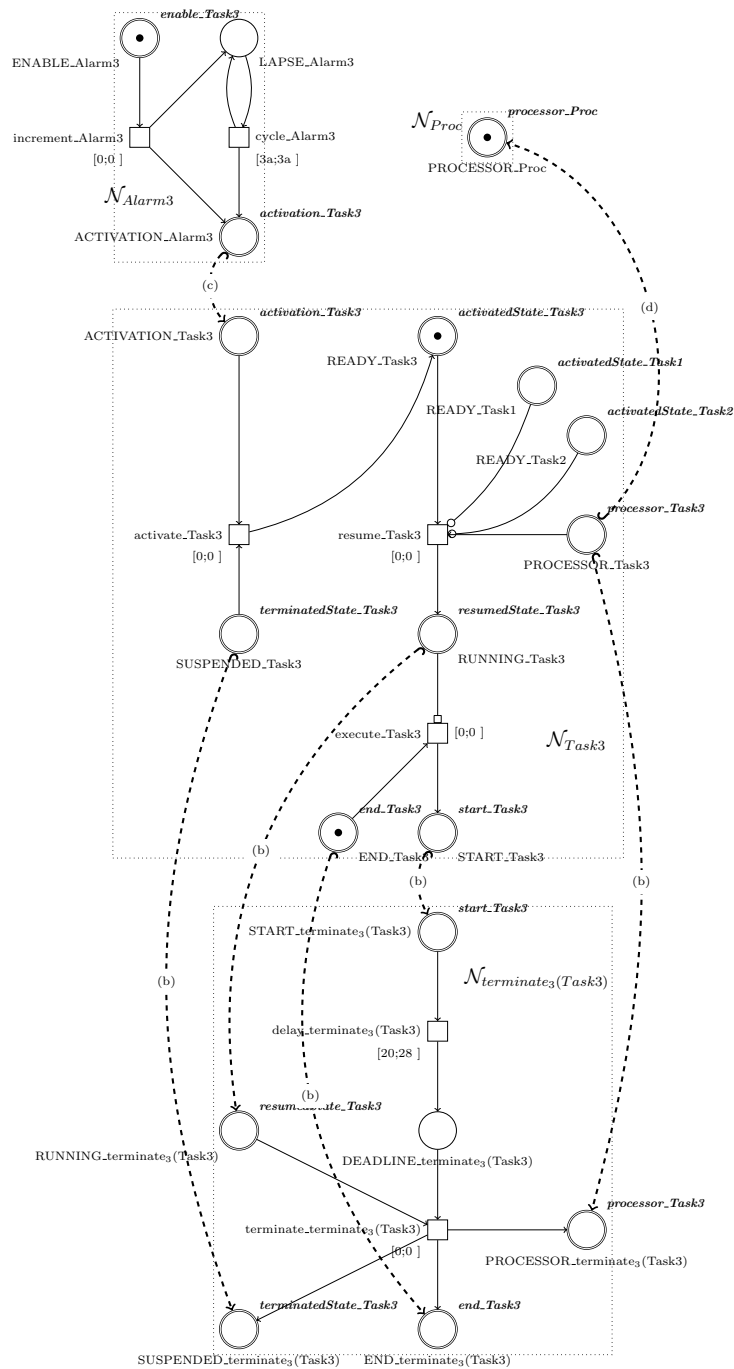 enable_Task3
ENABLE_Alarm3
LAPSE_Alarm3
increment_Alarm3
[0;0 ]
cycle_Alarm3
[3a;3a ]
N_Alarm3
activation_Task3
ACTIVATION_Alarm3
N_Proc
processor_Proc
PROCESSOR_Proc
(c)
(d)
activation_Task3
ACTIVATION_Task3
activatedState_Task3
READY_Task3
activatedState_Task1
READY_Task1
activatedState_Task2
READY_Task2
activate_Task3
[0;0 ]
resume_Task3
[0;0 ]
processor_Task3
PROCESSOR_Task3
terminatedState_Task3
SUSPENDED_Task3
resumedState_Task3
RUNNING_Task3
execute_Task3
[0;0 ]
N_Task3
end_Task3
END_Task3
start_Task3
START_Task3
(b)
(b)
(b)
(b)
(b)
start_Task3
START_terminate₃(Task3)
N_terminate₃(Task3)
delay_terminate₃(Task3)
[20;28 ]
resumedState_Task3
RUNNING_terminate₃(Task3)
DEADLINE_terminate₃(Task3)
terminate_terminate₃(Task3)
[0;0 ]
processor_Task3
PROCESSOR_terminate₃(Task3)
terminatedState_Task3
SUSPENDED_terminate₃(Task3)
end_Task3
END_terminate₃(Task3)